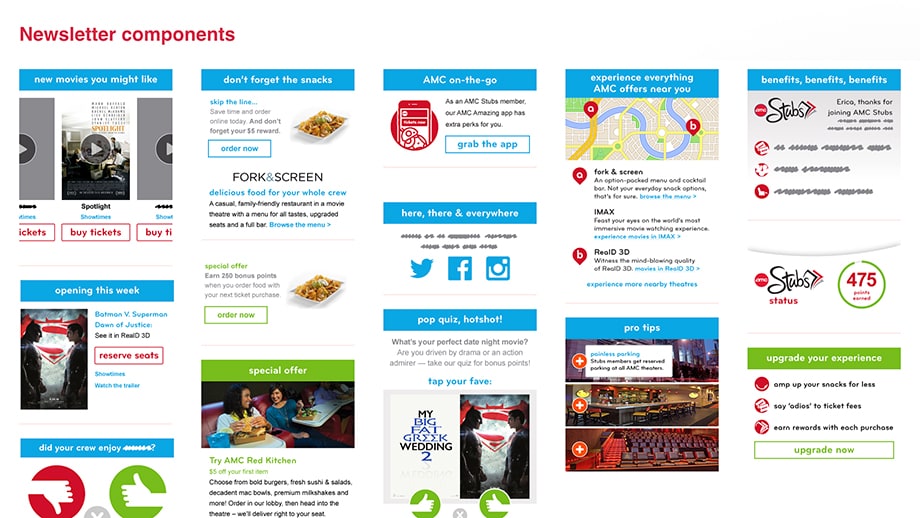 Newsletter components
new movies you might like
SPOTLIGHT
Spotlight
Showtimes
Showtimes
Showtimes
tickets
buy tickets
buy ti
opening this week
Batman V. Superman
Dawn of Justice:
See it in RealD 3D
reserve seats
Showtimes
Watch the trailer
did your crew enjoy ?
don't forget the snacks
skip the line...
Save time and order
online today. And don't
forget your $5 reward.
order now
FORK&SCREEN
delicious food for your whole crew
A casual, family-friendly restaurant in a movie
theatre with a menu for all tastes, upgraded
seats and a full bar. Browse the menu >
special offer
Earn 250 bonus points
when you order food with
your next ticket purchase.
order now
special offer
Try AMC Red Kitchen
$5 off your first item
Choose from bold burgers, fresh sushi & salads,
decadent mac bowls, premium milkshakes and
more! Order in our lobby, then head into the
theatre – we'll deliver right to your seat.
AMC on-the-go
tickets now
As an AMC Stubs member,
our AMC Amazing app has
extra perks for you.
grab the app
here, there & everywhere
pop quiz, hotshot!
What's your perfect date night movie?
Are you driven by drama or an action
admirer — take our quiz for bonus points!
tap your fave:
MY
BIG
FAT
GREEK
WEDDING
2
experience everything
AMC offers near you
a
b
a
fork & screen
An option-packed menu and cocktail
bar. Not your everyday snack options,
that's for sure. browse the menu >
IMAX
Feast your eyes on the world's most
immersive movie watching experience.
experience movies in IMAX >
b
RealD 3D
Witness the mind-blowing quality
of RealD 3D. movies in RealD 3D >
experience more nearby theatres
pro tips
painless parking
Stubs members get reserved
parking at all AMC theaters.
benefits, benefits, benefits
amc Stubs
Erica, thanks for
joining AMC Stubs
amc Stubs
status
475
points
earned
upgrade your experience
amp up your snacks for less
say 'adios' to ticket fees
earn rewards with each purchase
upgrade now